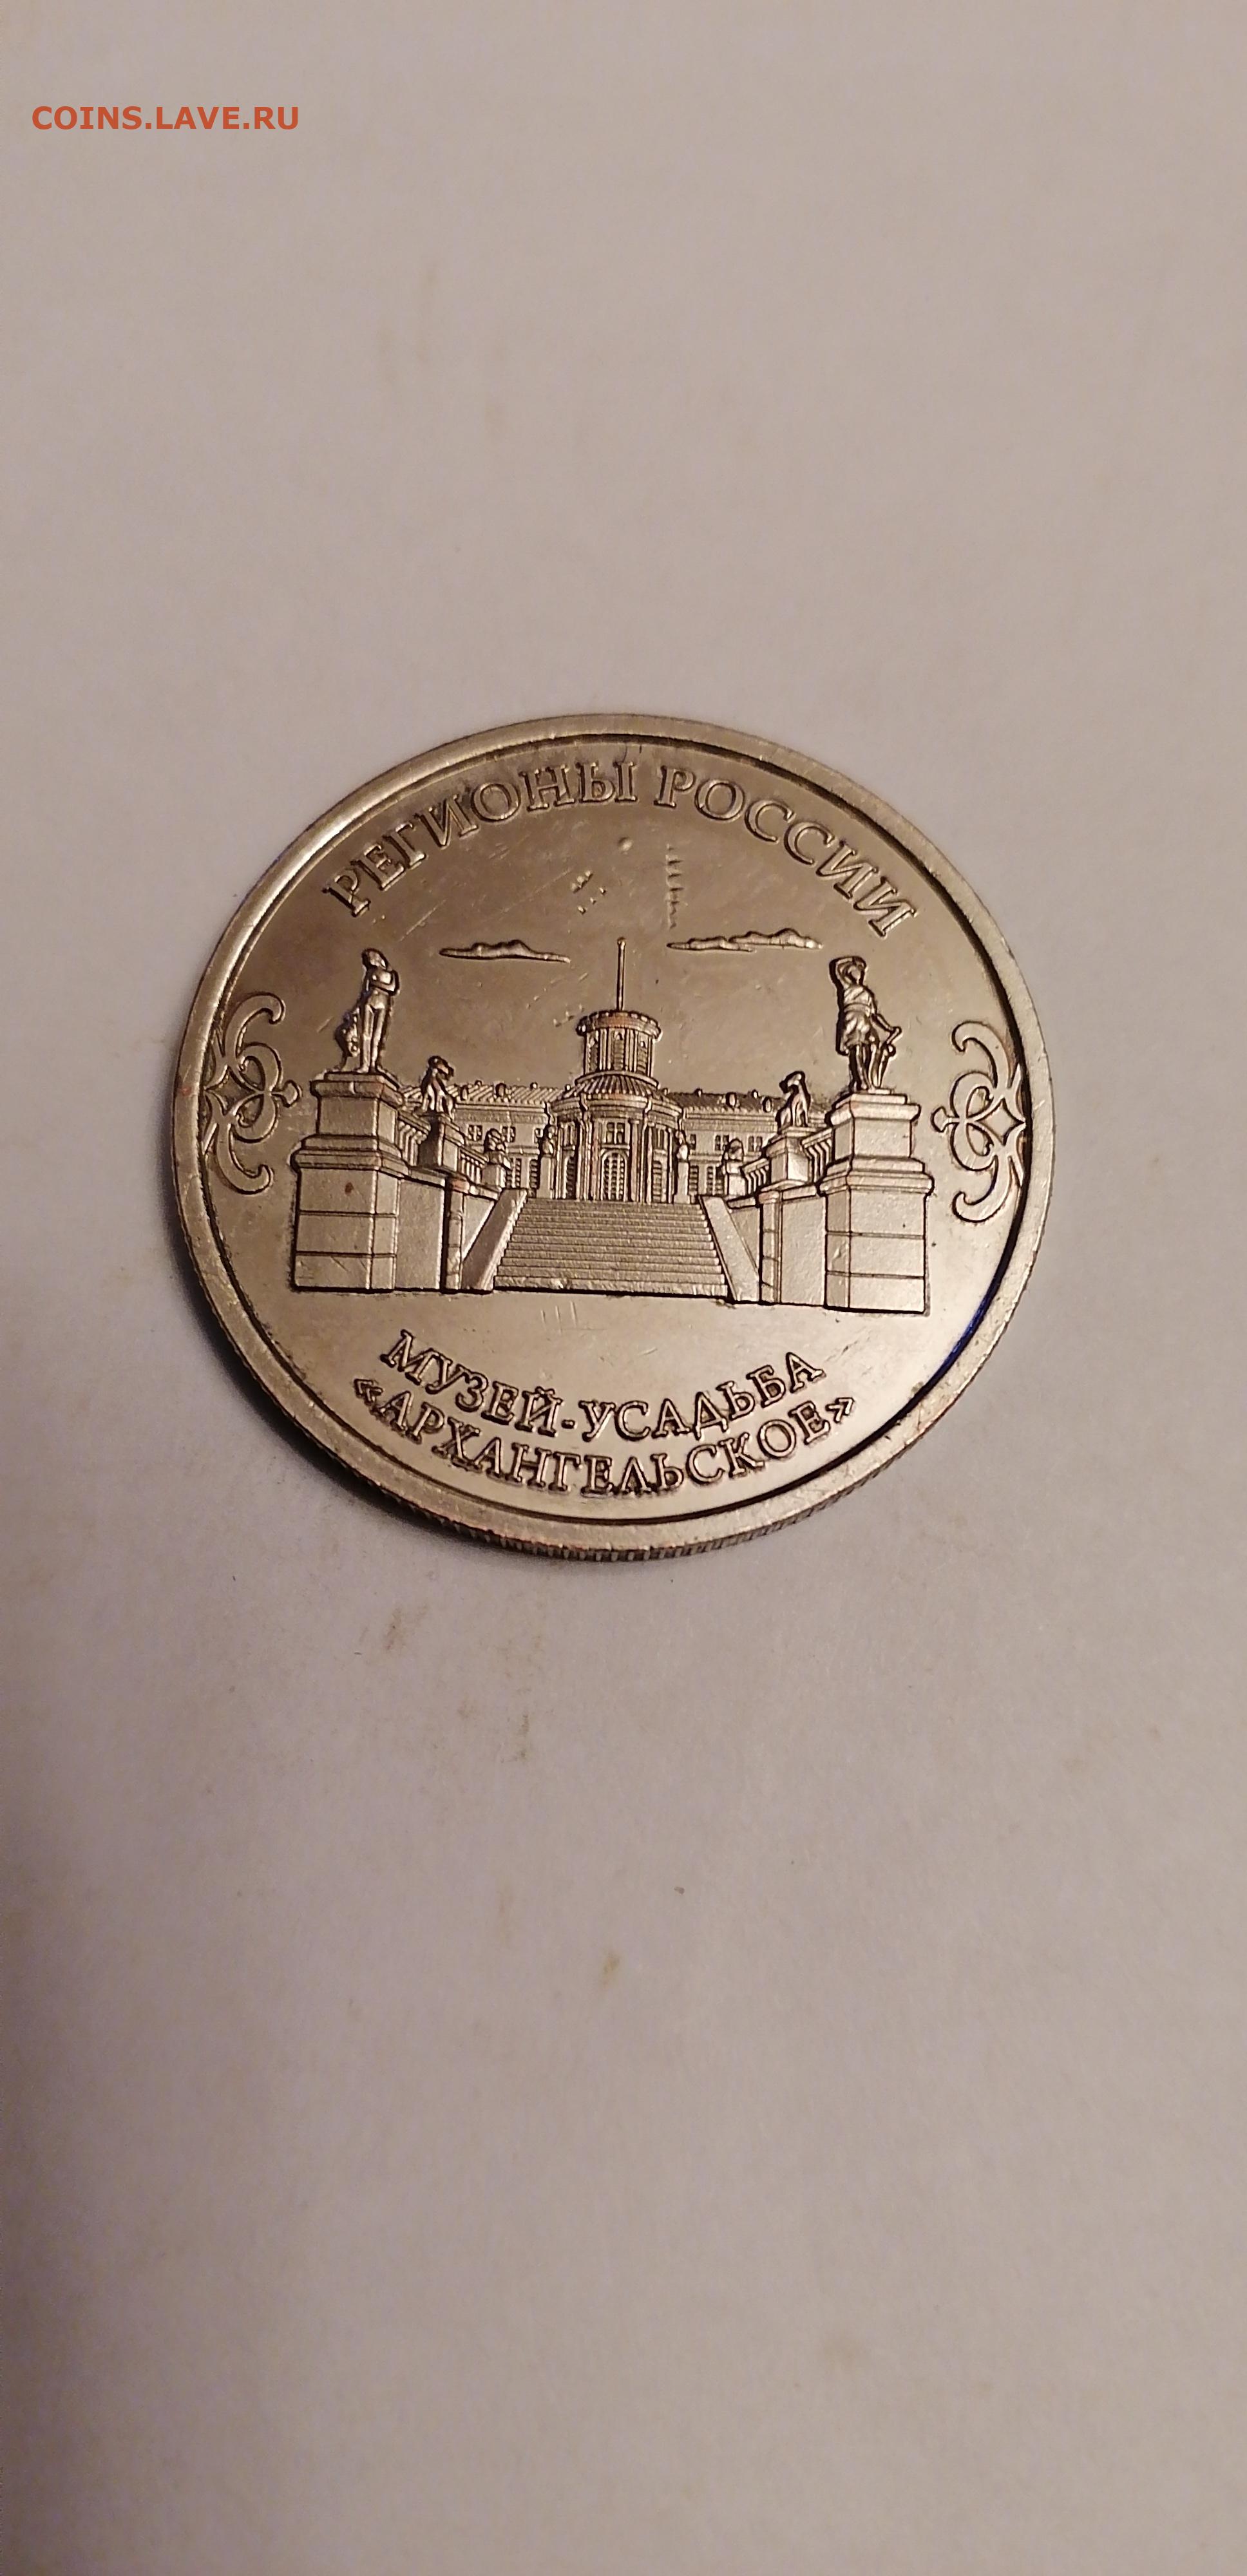 COINS.LAVE.RU
РЕГИОНЫ РОССИИ
МУЗЕЙ-УСАДЬБА
«АРХАНГЕЛЬСКОЕ»